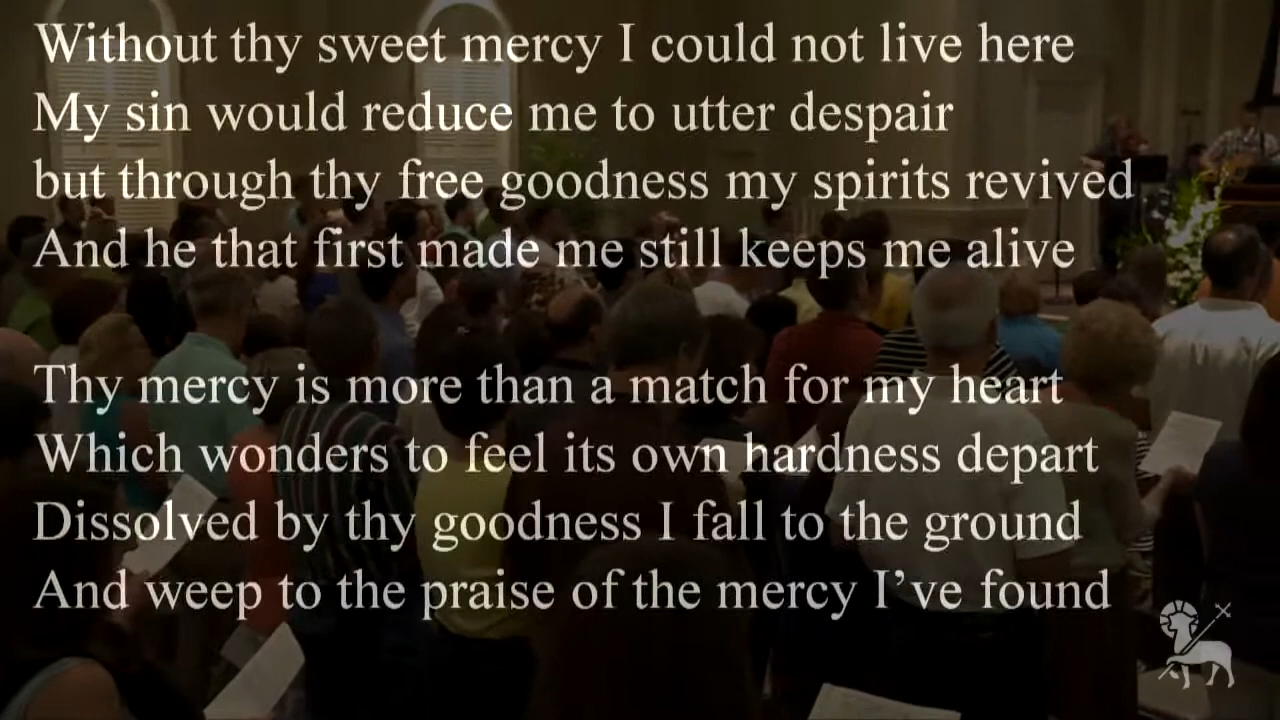 Without thy sweet mercy I could not live here
My sin would reduce me to utter despair
but through thy free goodness my spirits revived
And he that first made me still keeps me alive
Thy mercy is more than a match for my heart
Which wonders to feel its own hardness depart
Dissolved by thy goodness I fall to the ground
And weep to the praise of the mercy I’ve found